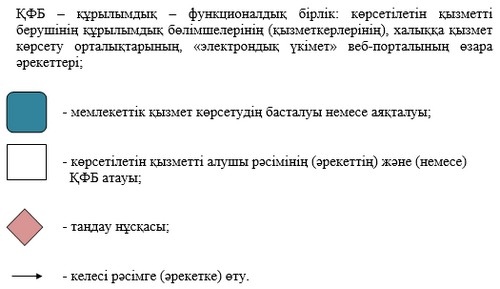 ҚФБ – құрылымдық – функционалдық бірлік: көрсетілетін қызметті
берушінің құрылымдық бөлімшелерінің (қызметкерлерінің), халыққа қызмет
көрсету орталықтарының, «электрондық үкімет» веб-порталының өзара
әрекеттері;
- мемлекеттік қызмет көрсетудің басталуы немесе аяқталуы;
- көрсетілетін қызметті алушы рәсімінің (әрекеттің) және (немесе)
ҚФБ атауы;
- таңдау нұсқасы;
- келесі рәсімге (әрекетке) өту.